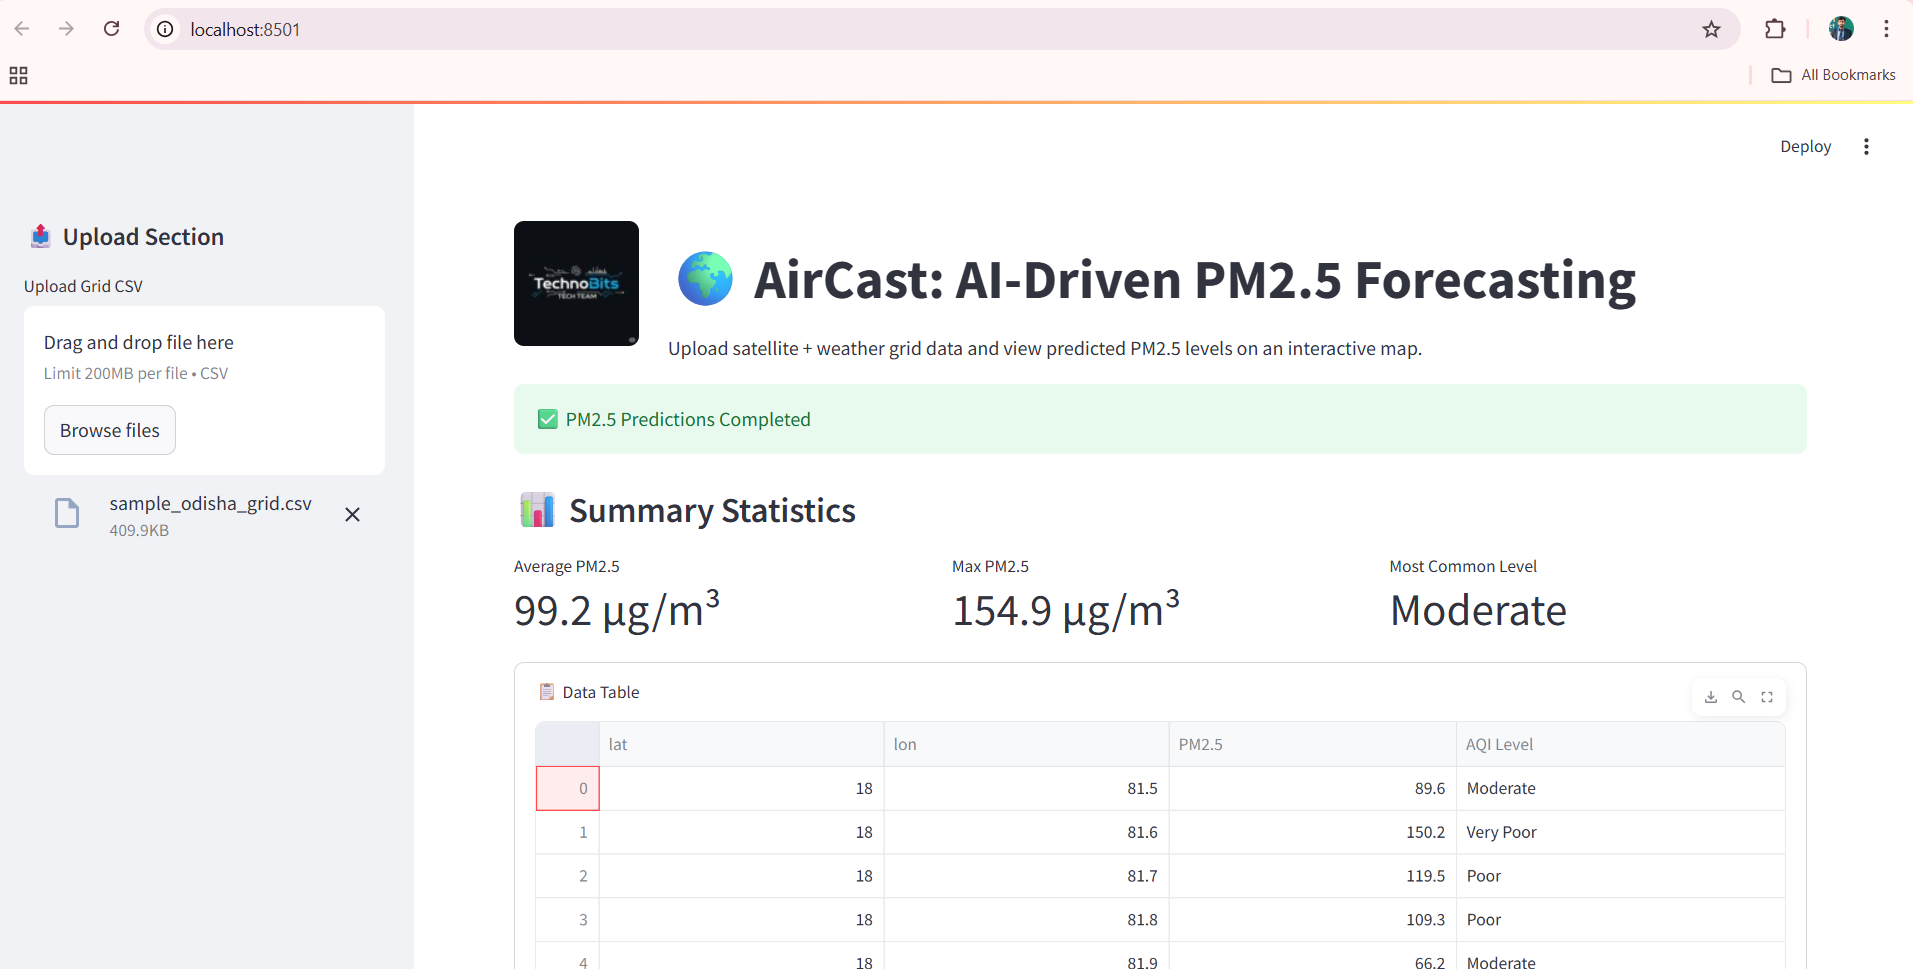 localhost:8501
All Bookmarks
Deploy
Upload Section
Upload Grid CSV
Drag and drop file here
Limit 200MB per file • CSV
Browse files
sample_odisha_grid.csv
409.9KB
TechnoBits
TECH TEAM
AirCast: AI-Driven PM2.5 Forecasting
Upload satellite + weather grid data and view predicted PM2.5 levels on an interactive map.
PM2.5 Predictions Completed
Summary Statistics
Average PM2.5 Max PM2.5 Most Common Level
99.2 µg/m³ 154.9 µg/m³ Moderate
Data Table
lat lon PM2.5 AQI Level
0 18 81.5 89.6 Moderate
1 18 81.6 150.2 Very Poor
2 18 81.7 119.5 Poor
3 18 81.8 109.3 Poor
4 18 81.9 66.2 Moderate